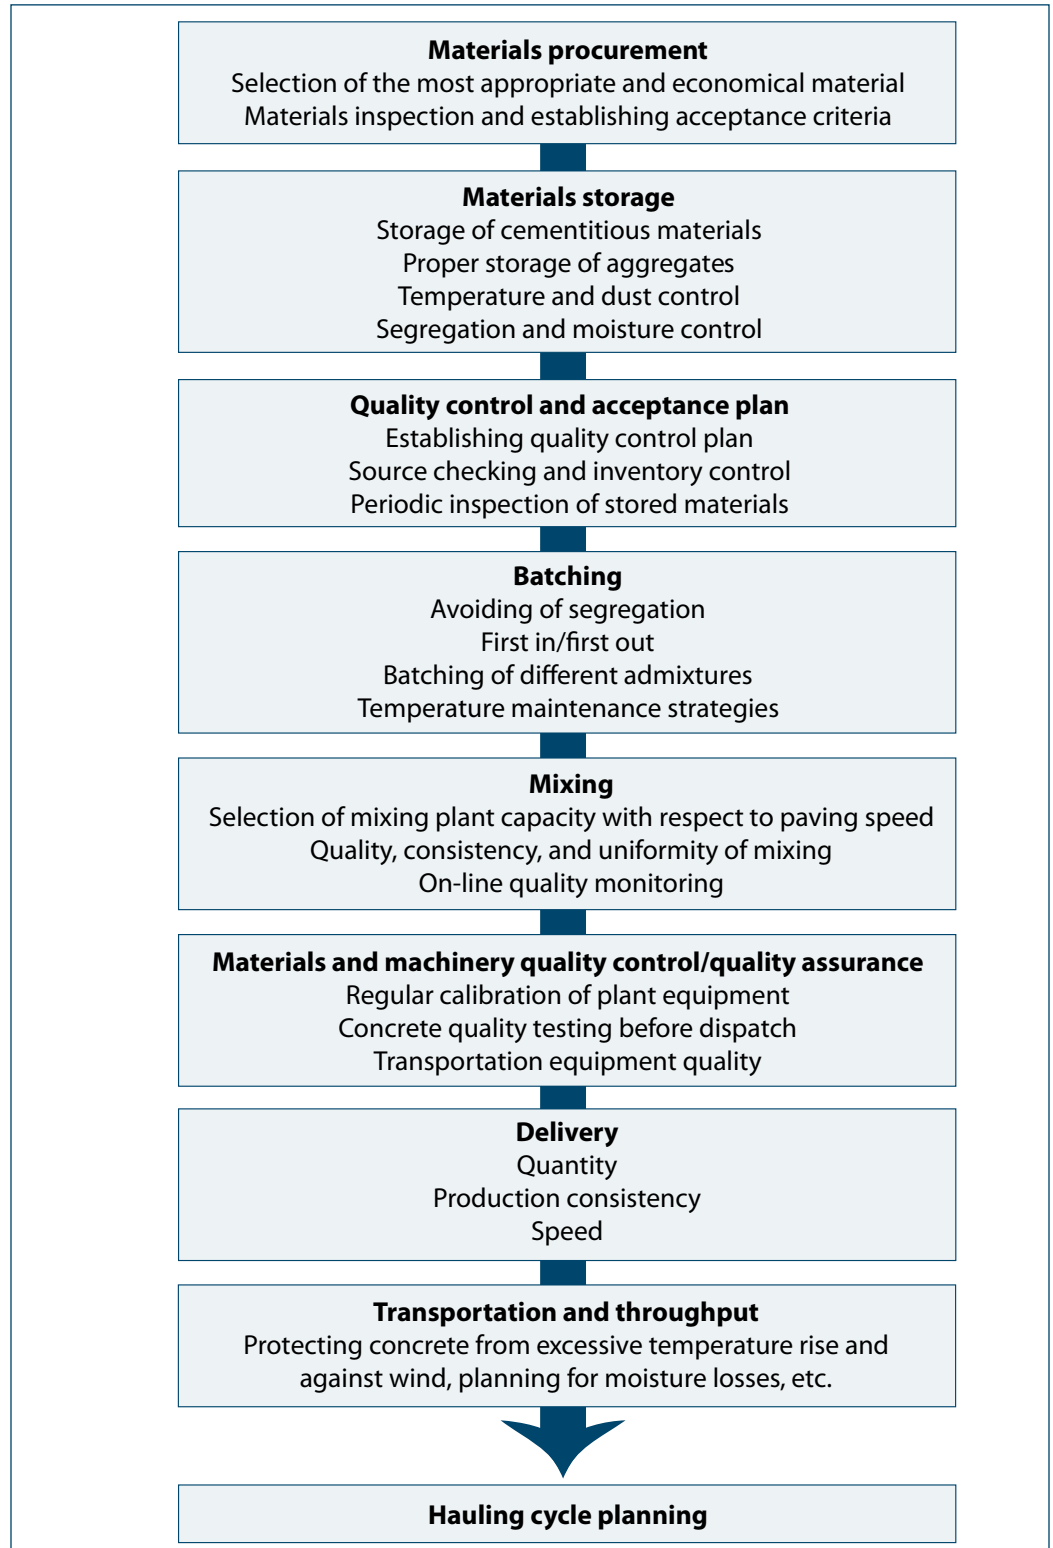 Materials procurement
Selection of the most appropriate and economical material
Materials inspection and establishing acceptance criteria
Materials storage
Storage of cementitious materials
Proper storage of aggregates
Temperature and dust control
Segregation and moisture control
Quality control and acceptance plan
Establishing quality control plan
Source checking and inventory control
Periodic inspection of stored materials
Batching
Avoiding of segregation
First in/first out
Batching of different admixtures
Temperature maintenance strategies
Mixing
Selection of mixing plant capacity with respect to paving speed
Quality, consistency, and uniformity of mixing
On-line quality monitoring
Materials and machinery quality control/quality assurance
Regular calibration of plant equipment
Concrete quality testing before dispatch
Transportation equipment quality
Delivery
Quantity
Production consistency
Speed
Transportation and throughput
Protecting concrete from excessive temperature rise and
against wind, planning for moisture losses, etc.
Hauling cycle planning